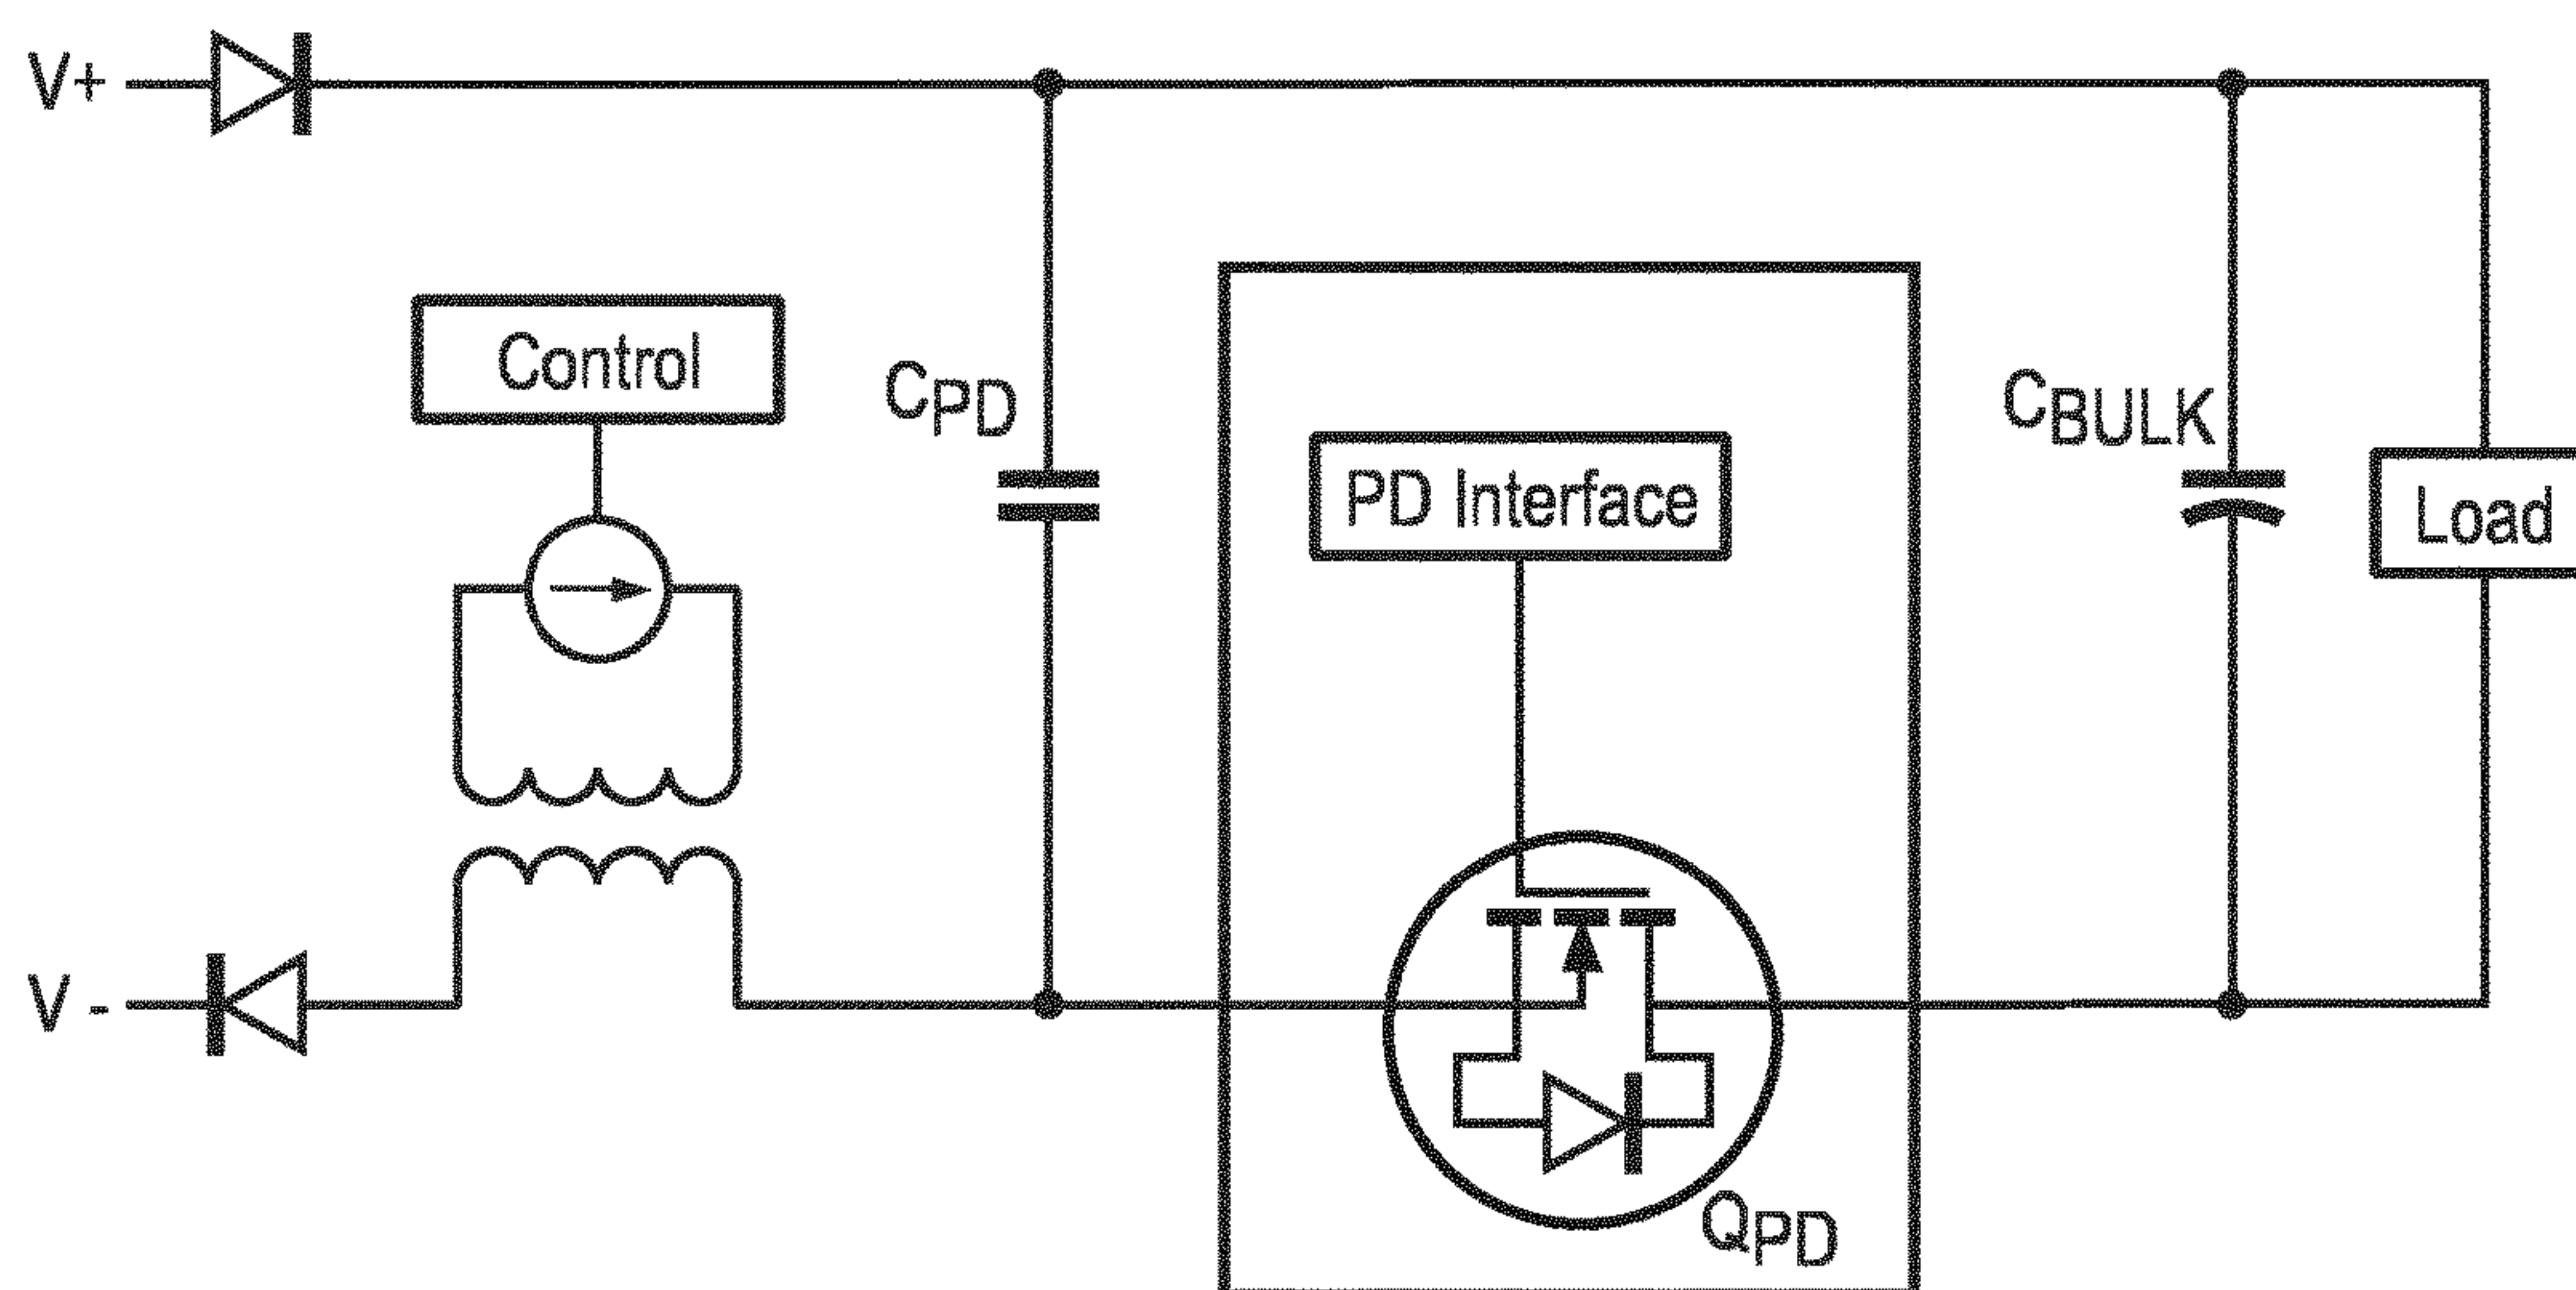 V+
Control
CPD
CBULK
PD Interface
Load
V -
QPD